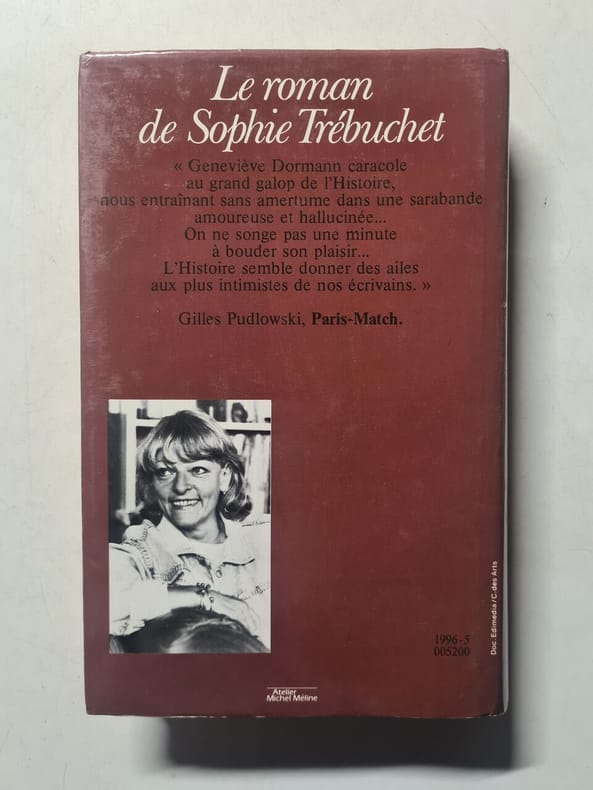 Le roman
de Sophie Trébuchet
« Geneviève Dormann caracole
au grand galop de l'Histoire,
nous entraînant sans amertume dans une sarabande
amoureuse et hallucinée...
On ne songe pas une minute
à bouder son plaisir...
L'Histoire semble donner des ailes
aux plus intimistes de nos écrivains. »
Gilles Pudlowski, Paris-Match.
Doc. Edimedia/C.des Arts
1996-5
005200
Atelier
Michel Méline